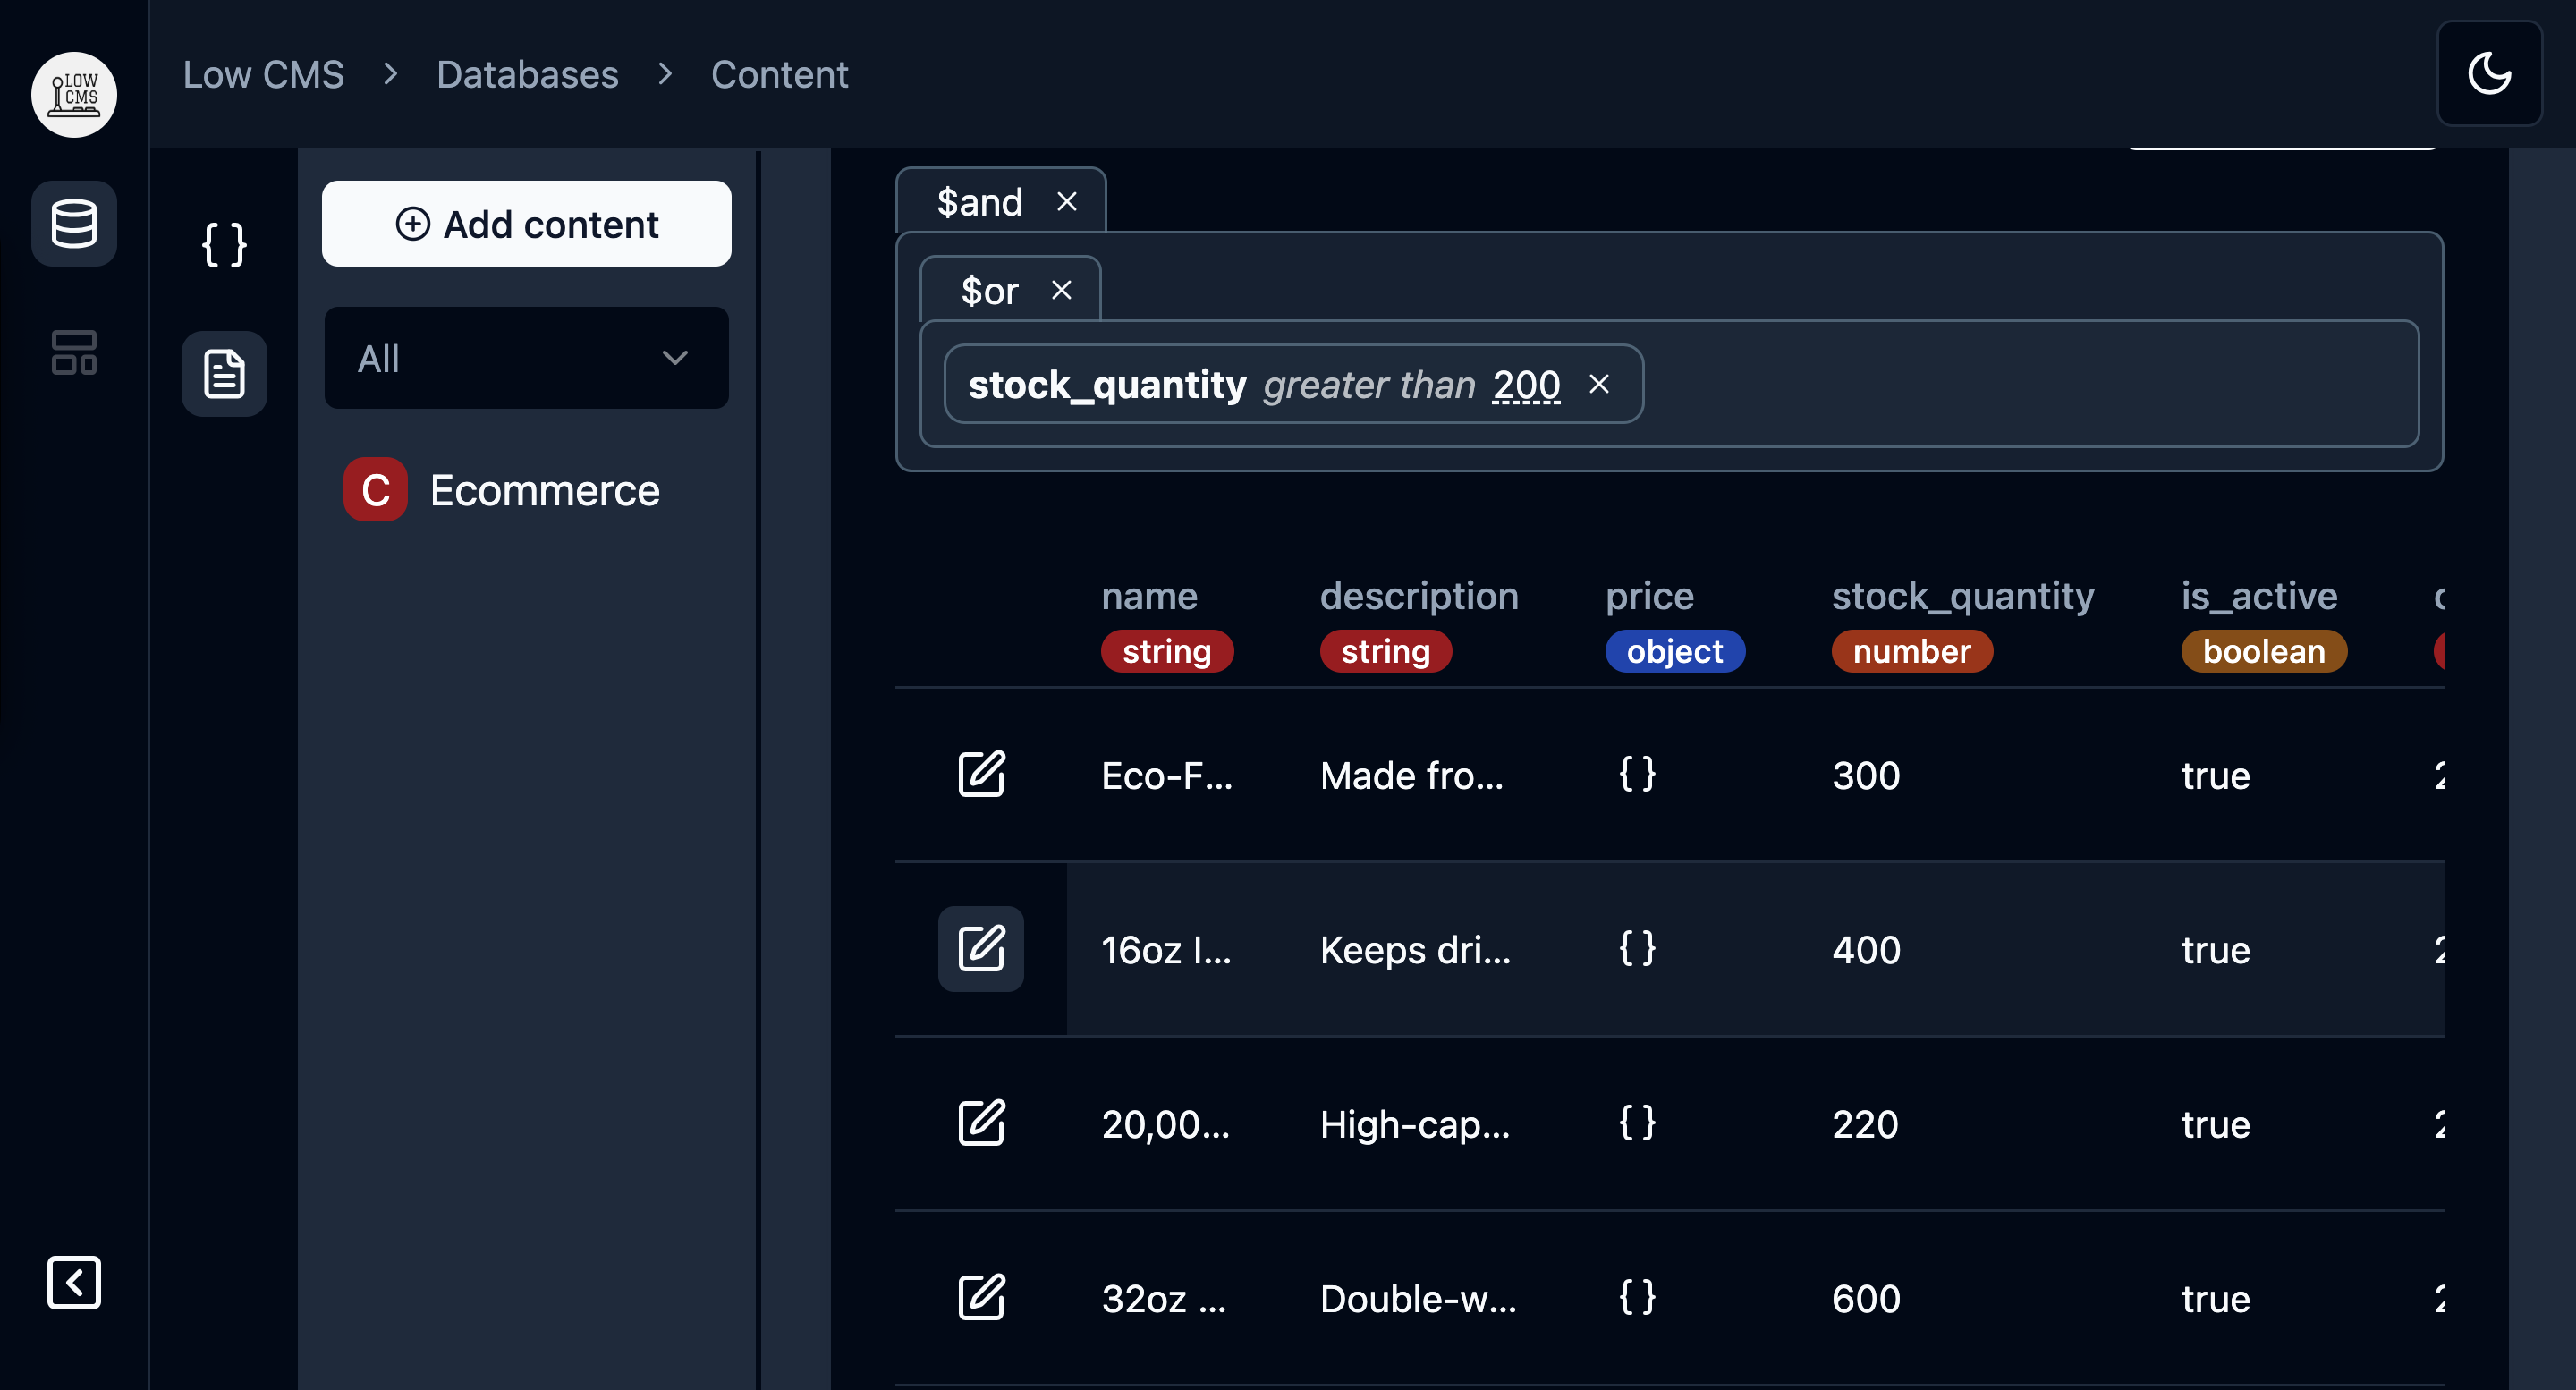 LOW
CMS
Low CMS > Databases > Content
{}
Add content
All
C Ecommerce
$and ×
$or ×
stock_quantity greater than 200 ×
name description price stock_quantity is_active
string string object number boolean
Eco-F... Made fro... {} 300 true
16oz I... Keeps dri... {} 400 true
20,00... High-cap... {} 220 true
32oz ... Double-w... {} 600 true